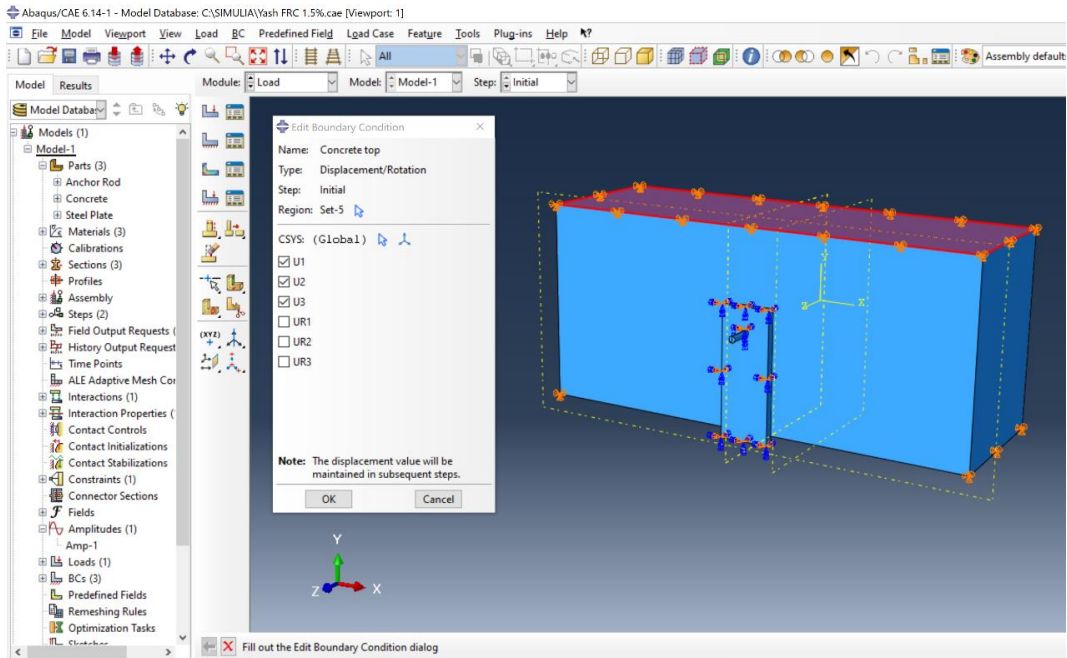 Abaqus/CAE 6.14-1 - Model Database: C:\SIMULIA\Yash FRC 1.5%.cae [Viewport: 1]
File Model Viewport View Load BC Predefined Field Load Case Feature Tools Plug-ins Help
All
Assembly defaults
Model Results
Module: Load Model: Model-1 Step: Initial
Model Databas
Models (1)
Model-1
Parts (3)
Anchor Rod
Concrete
Steel Plate
Materials (3)
Calibrations
Sections (3)
Profiles
Assembly
Steps (2)
Field Output Requests (
History Output Request
Time Points
ALE Adaptive Mesh Cor
Interactions (1)
Interaction Properties (
Contact Controls
Contact Initializations
Contact Stabilizations
Constraints (1)
Connector Sections
Fields
Amplitudes (1)
Amp-1
Loads (1)
BCs (3)
Predefined Fields
Remeshing Rules
Optimization Tasks
Sketches
(XYZ)
Edit Boundary Condition
Name: Concrete top
Type: Displacement/Rotation
Step: Initial
Region: Set-5
CSYS: (Global)
U1
U2
U3
UR1
UR2
UR3
Note: The displacement value will be
maintained in subsequent steps.
OK Cancel
Y
Z X
Y
Z X
Fill out the Edit Boundary Condition dialog